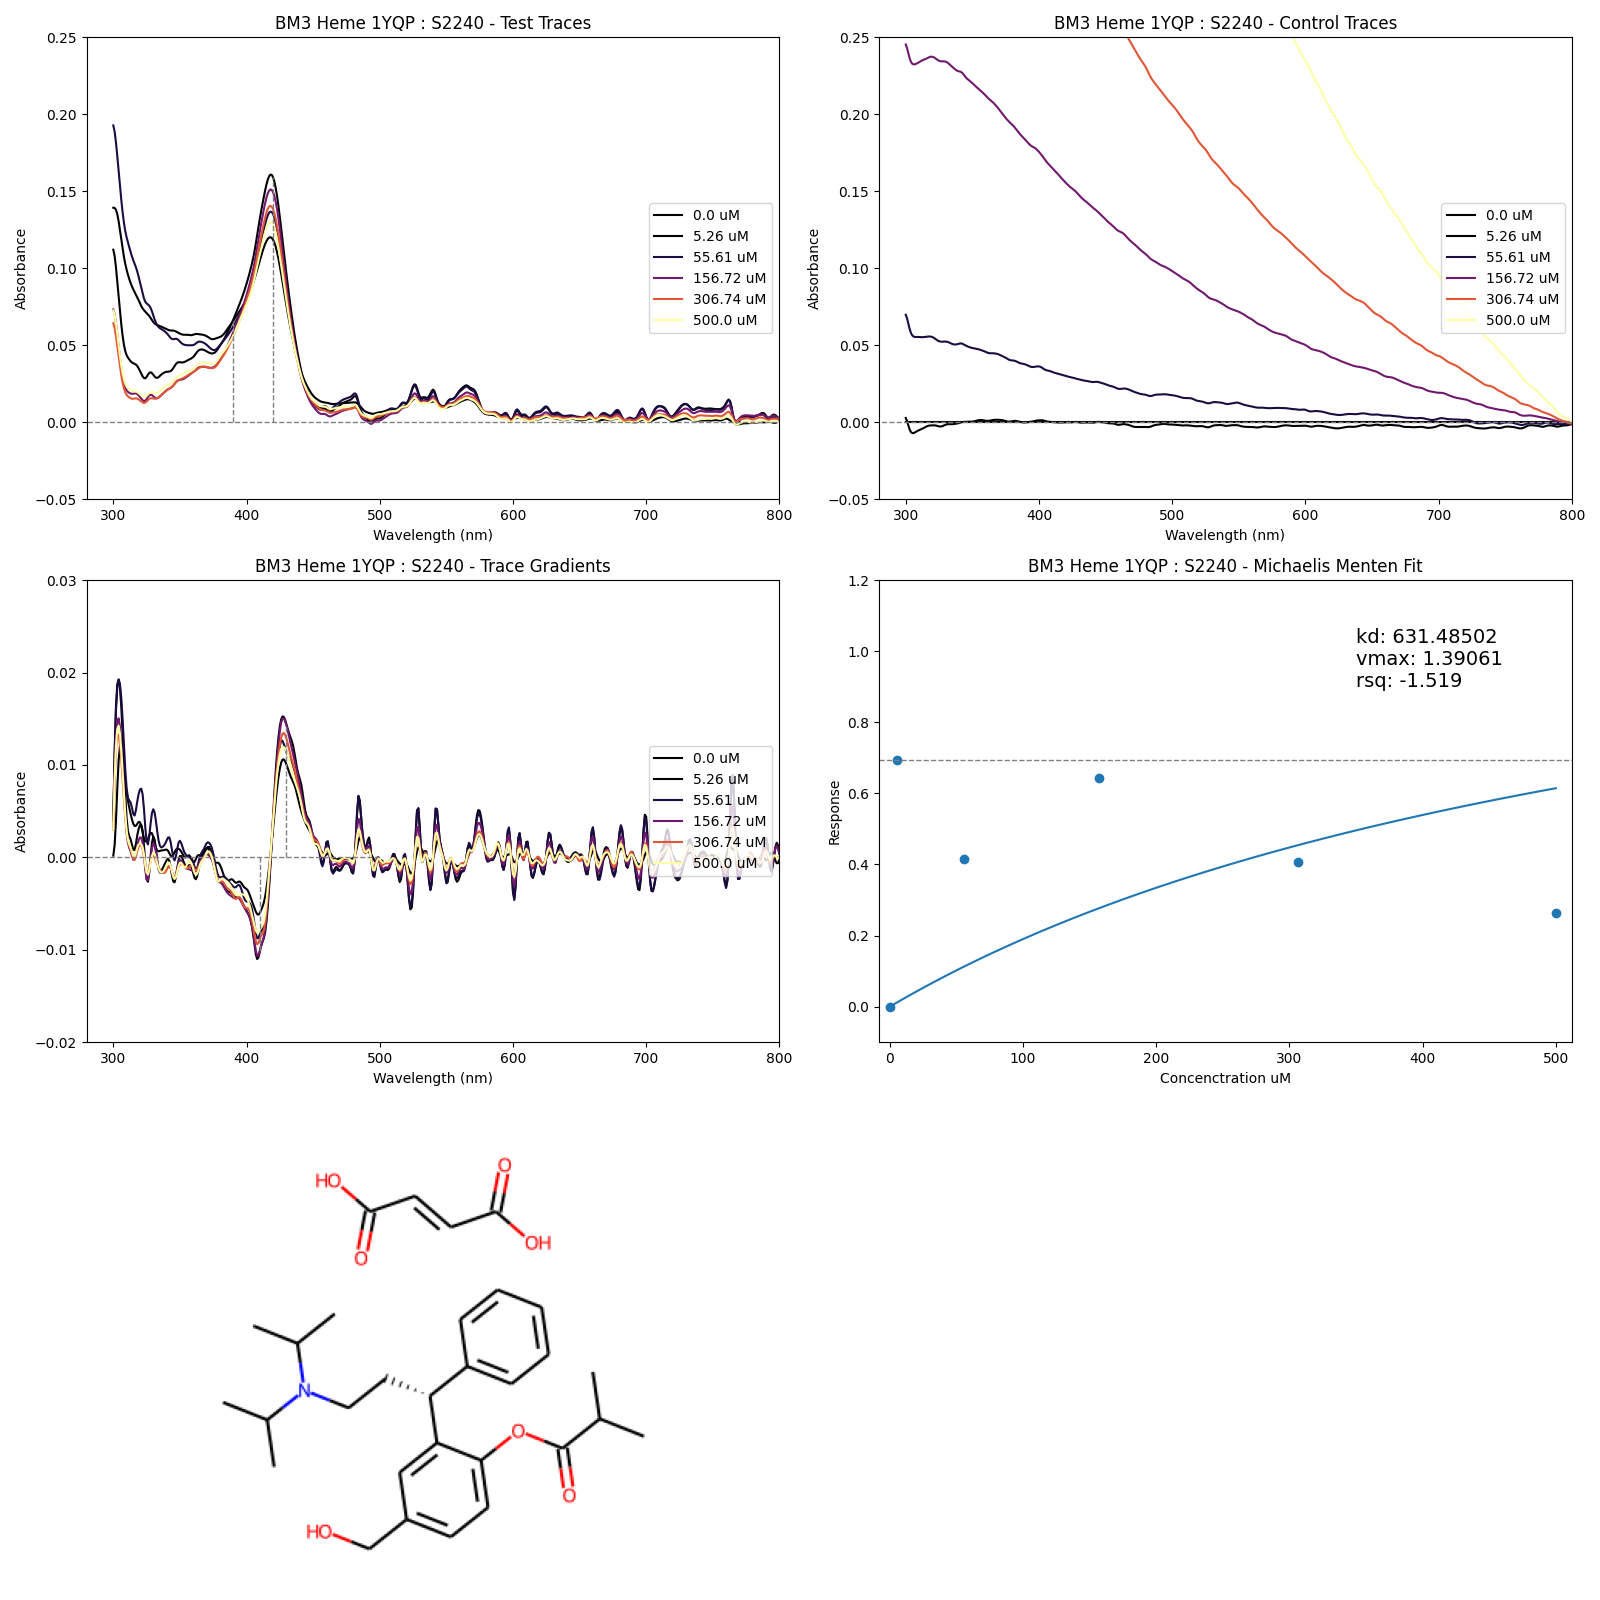 BM3 Heme 1YQP : S2240 - Test Traces
0.25
0.20
0.15
0.10
0.05
0.00
−0.05
Absorbance
300
400
500
600
700
800
Wavelength (nm)
0.0 uM
5.26 uM
55.61 uM
156.72 uM
306.74 uM
500.0 uM
BM3 Heme 1YQP : S2240 - Control Traces
0.25
0.20
0.15
0.10
0.05
0.00
−0.05
Absorbance
300
400
500
600
700
800
Wavelength (nm)
0.0 uM
5.26 uM
55.61 uM
156.72 uM
306.74 uM
500.0 uM
BM3 Heme 1YQP : S2240 - Trace Gradients
0.03
0.02
0.01
0.00
−0.01
−0.02
Absorbance
300
400
500
600
700
800
Wavelength (nm)
0.0 uM
5.26 uM
55.61 uM
156.72 uM
306.74 uM
500.0 uM
BM3 Heme 1YQP : S2240 - Michaelis Menten Fit
1.2
1.0
0.8
0.6
0.4
0.2
0.0
Response
kd: 631.48502
vmax: 1.39061
rsq: -1.519
0
100
200
300
400
500
Concenctration uM
HO
O
O
OH
N
O
O
HO